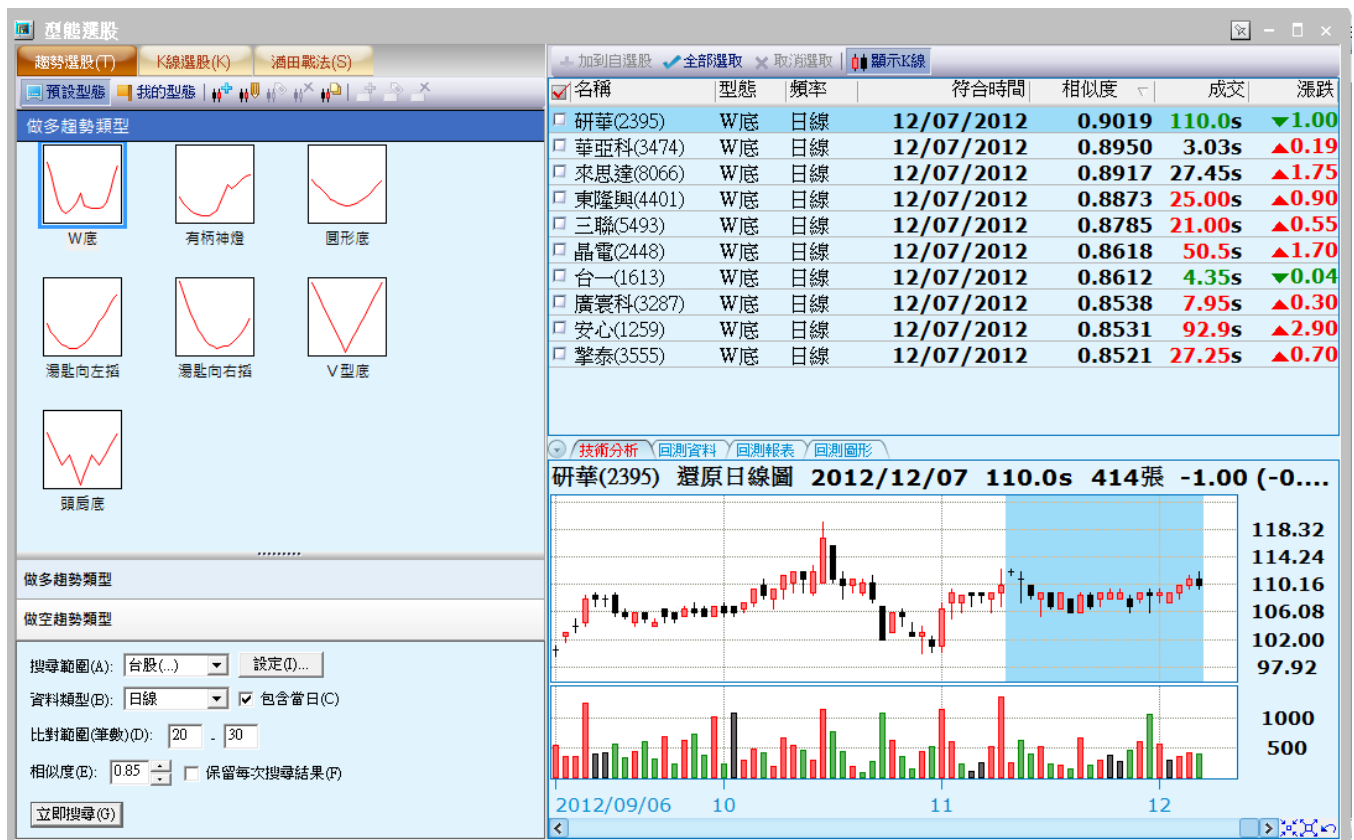 型態選股
趨勢選股(T) K線選股(K) 酒田戰法(S)
預設型態 我的型態
做多趨勢類型
W底 有柄神燈 圓形底
湯匙向左撸 湯匙向右撸 V型底
頭肩底
做多趨勢類型
做空趨勢類型
搜尋範圍(A): 台股(...) 設定(I)...
資料類型(B): 日線 包含當日(C)
比對範圍(筆數)(D): 20 - 30
相似度(E): 0.85 保留每次搜尋結果(F)
立即搜尋(G)
加到自選股 全部選取 取消選取 顯示K線
名稱 型態 頻率 符合時間 相似度 成交 漲跌
研華(2395) W底 日線 12/07/2012 0.9019 110.0s ▼1.00
華亞科(3474) W底 日線 12/07/2012 0.8950 3.03s ▲0.19
來思達(8066) W底 日線 12/07/2012 0.8917 27.45s ▲1.75
東隆興(4401) W底 日線 12/07/2012 0.8873 25.00s ▲0.90
三聯(5493) W底 日線 12/07/2012 0.8785 21.00s ▲0.55
晶電(2448) W底 日線 12/07/2012 0.8618 50.5s ▲1.70
台一(1613) W底 日線 12/07/2012 0.8612 4.35s ▼0.04
廣寰科(3287) W底 日線 12/07/2012 0.8538 7.95s ▲0.30
安心(1259) W底 日線 12/07/2012 0.8531 92.9s ▲2.90
擎泰(3555) W底 日線 12/07/2012 0.8521 27.25s ▲0.70
技術分析 回測資料 回測報表 回測圖形
研華(2395) 還原日線圖 2012/12/07 110.0s 414張 -1.00 (-0....
118.32
114.24
110.16
106.08
102.00
97.92
1000
500
2012/09/06 10 11 12